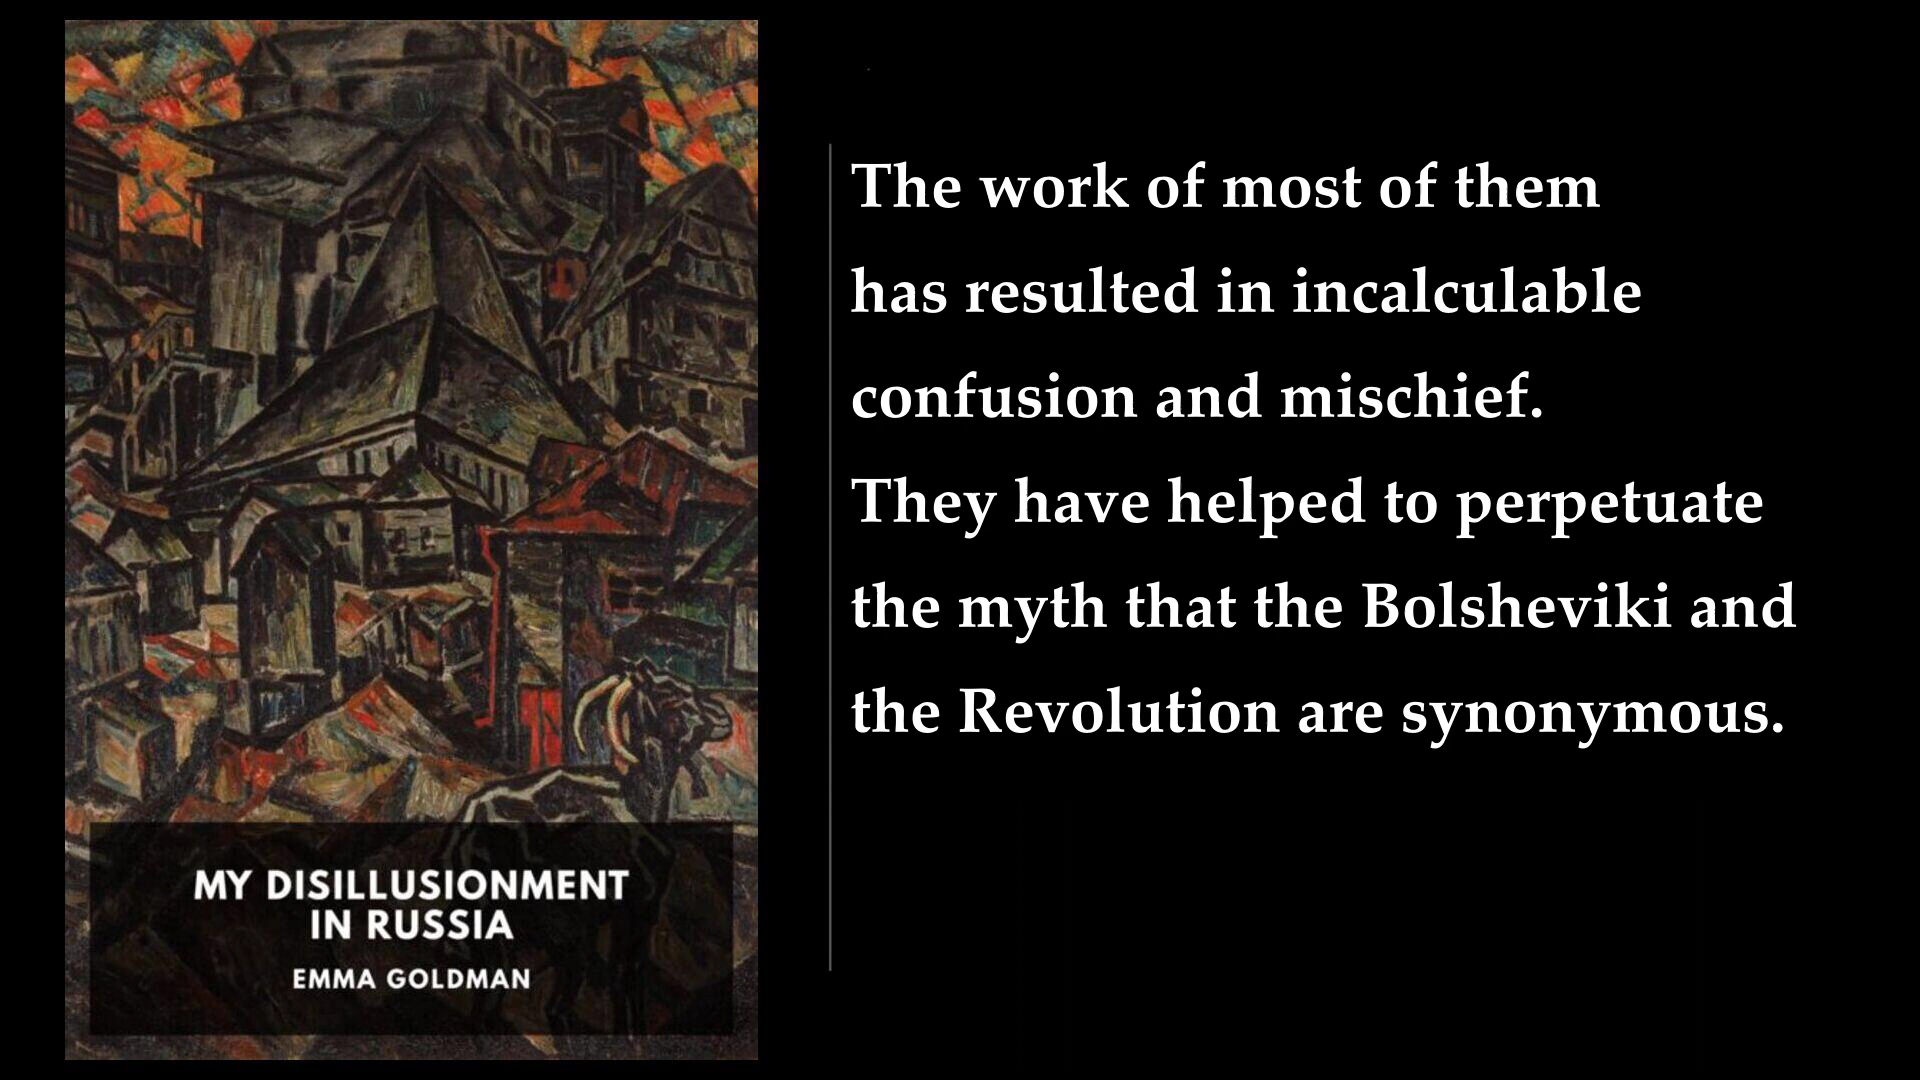 MY DISILLUSIONMENT
IN RUSSIA
EMMA GOLDMAN
The work of most of them
has resulted in incalculable
confusion and mischief.
They have helped to perpetuate
the myth that the Bolsheviki and
the Revolution are synonymous.